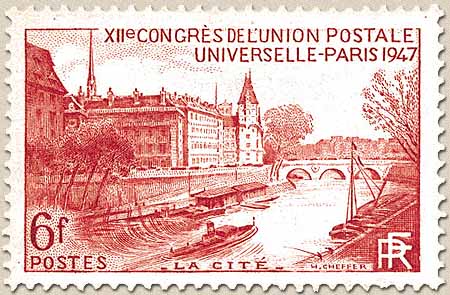 XIIe CONGRÈS DE L'UNION POSTALE
UNIVERSELLE-PARIS 1947
6f
POSTES
LA CITÉ
H. CHEFFER
RF